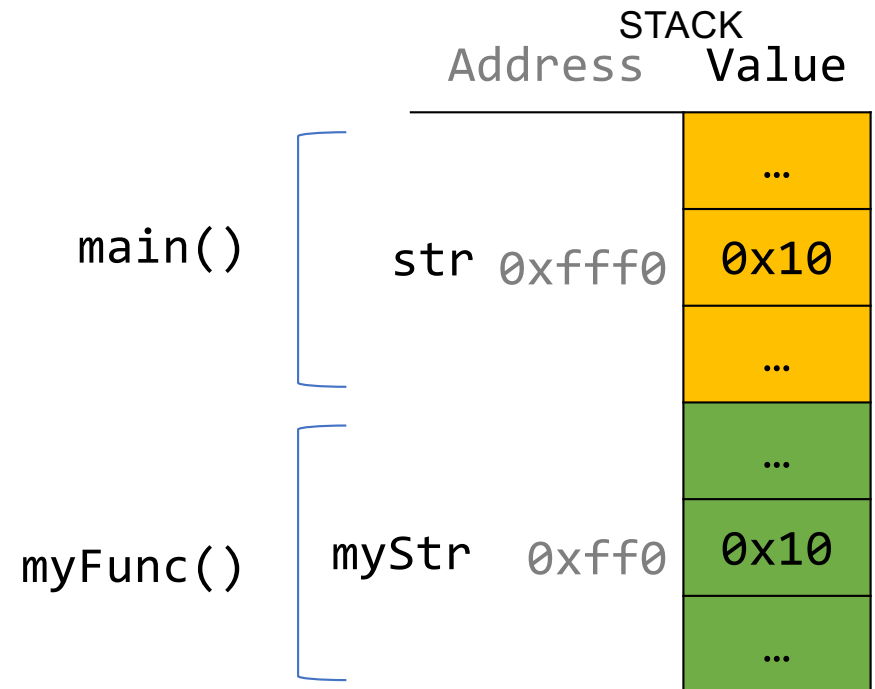 STACK
Address Value
…
main() str 0xfff0 0x10
…
…
myFunc() myStr 0xff0 0x10
…